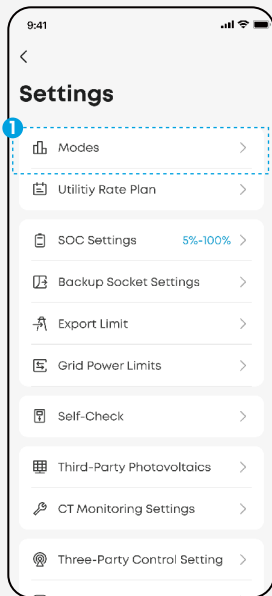 9:41
Settings
1
Modes
Utilitiy Rate Plan
SOC Settings 5%-100%
Backup Socket Settings
Export Limit
Grid Power Limits
Self-Check
Third-Party Photovoltaics
CT Monitoring Settings
Three-Party Control Setting